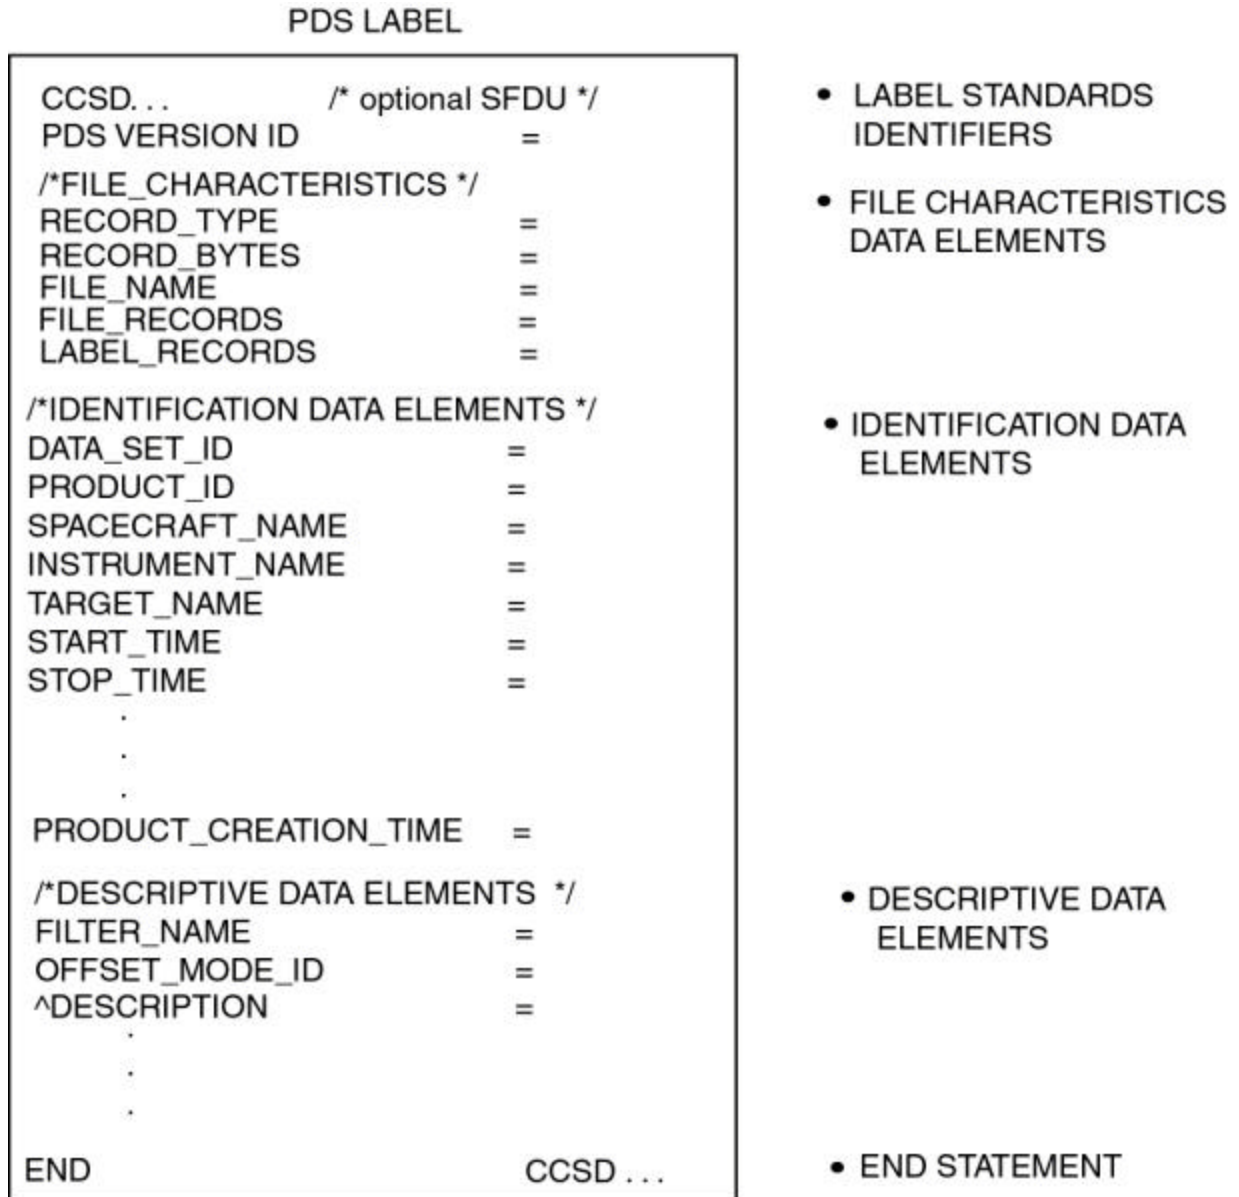 PDS LABEL
CCSD. . . /* optional SFDU */
PDS VERSION ID =
/*FILE_CHARACTERISTICS */
RECORD_TYPE =
RECORD_BYTES =
FILE_NAME =
FILE_RECORDS =
LABEL_RECORDS =
/*IDENTIFICATION DATA ELEMENTS */
DATA_SET_ID =
PRODUCT_ID =
SPACECRAFT_NAME =
INSTRUMENT_NAME =
TARGET_NAME =
START_TIME =
STOP_TIME =
.
.
.
PRODUCT_CREATION_TIME =
/*DESCRIPTIVE DATA ELEMENTS */
FILTER_NAME =
OFFSET_MODE_ID =
^DESCRIPTION =
.
.
.
END CCSD . . .
• LABEL STANDARDS
IDENTIFIERS
• FILE CHARACTERISTICS
DATA ELEMENTS
• IDENTIFICATION DATA
ELEMENTS
• DESCRIPTIVE DATA
ELEMENTS
• END STATEMENT